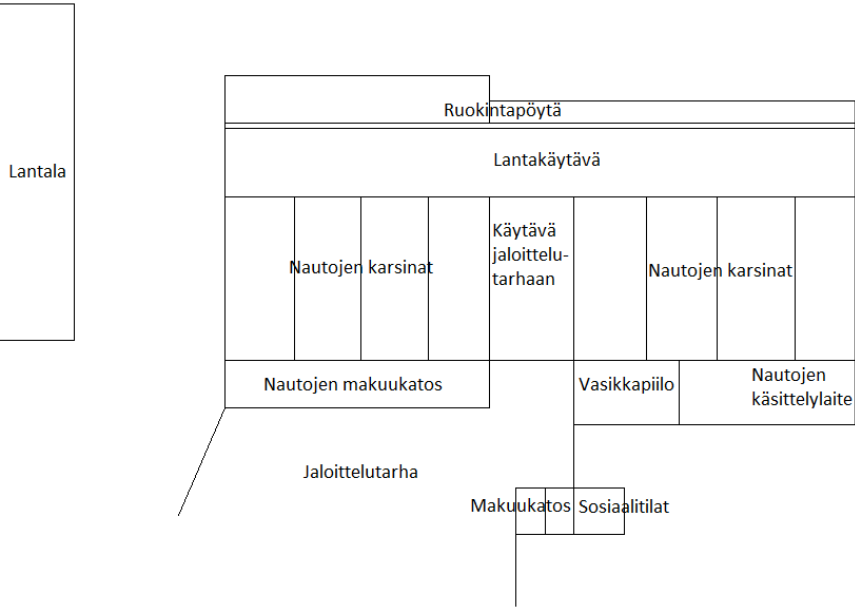 Ruokintapöytä
Lantala
Lantakäytävä
Käytävä
jaloittelu-
tarhaan
Nautojen karsinat
Nautojen karsinat
Nautojen makuukatos
Vasikkapiilo
Nautojen
käsittelylaite
Jaloittelutarha
Makuukatos
Sosiaalitilat